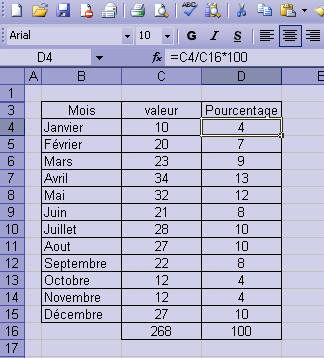 Arial 10
D4 fx =C4/C16*100
A B C D E
1
3 Mois valeur Pourcentage
4 Janvier 10 4
5 Février 20 7
6 Mars 23 9
7 Avril 34 13
8 Mai 32 12
9 Juin 21 8
10 Juillet 28 10
11 Aout 27 10
12 Septembre 22 8
13 Octobre 12 4
14 Novembre 12 4
15 Décembre 27 10
16 268 100
17